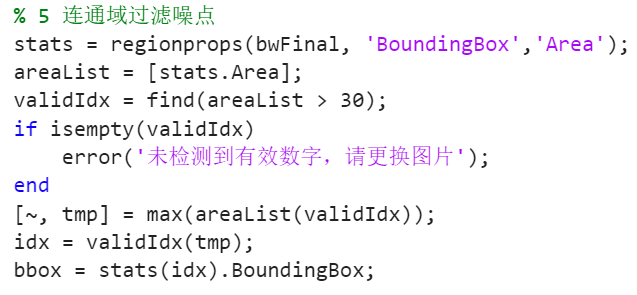 % 5 连通域过滤噪点
stats = regionprops(bwFinal, 'BoundingBox','Area');
areaList = [stats.Area];
validIdx = find(areaList > 30);
if isempty(validIdx)
    error('未检测到有效数字，请更换图片');
end
[~, tmp] = max(areaList(validIdx));
idx = validIdx(tmp);
bbox = stats(idx).BoundingBox;